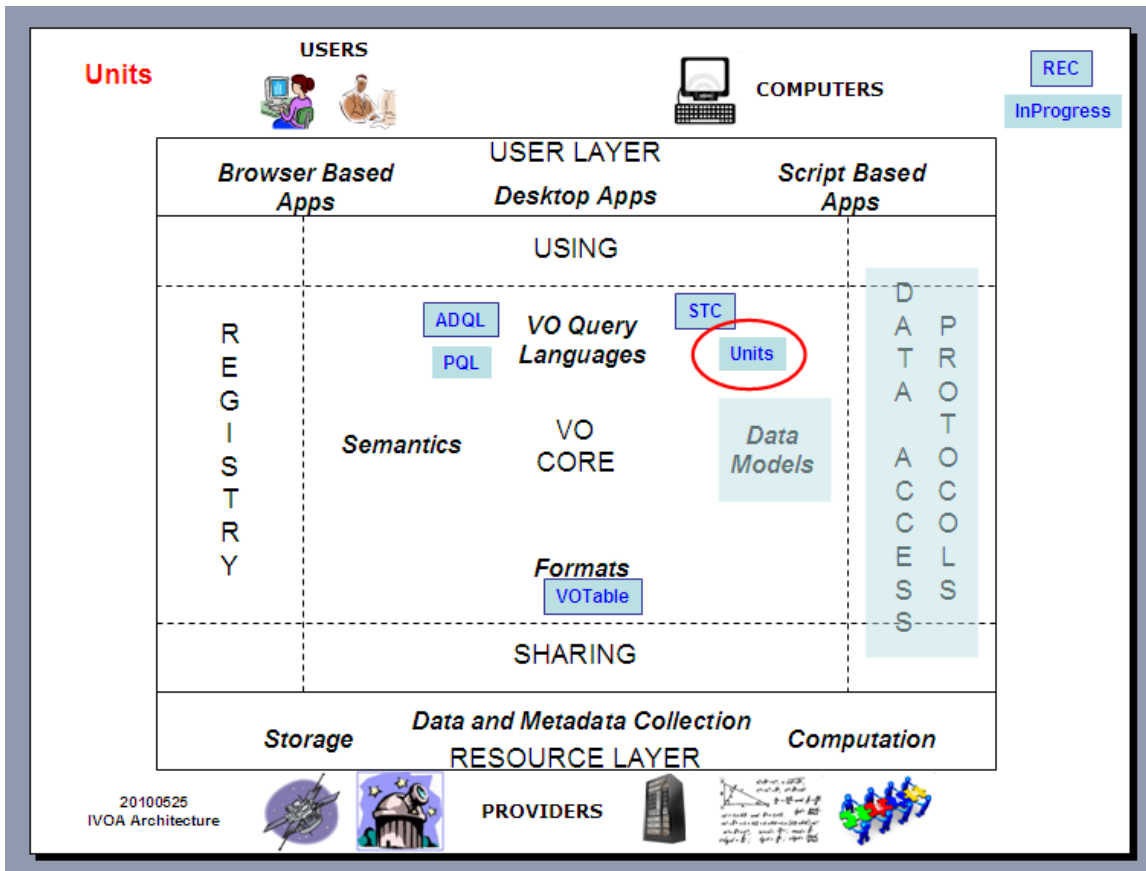 Units
USERS
COMPUTERS
REC
InProgress
USER LAYER
Browser Based
Apps
Desktop Apps
Script Based
Apps
USING
REGISTRY
ADQL
PQL
VO Query
Languages
STC
Units
Semantics
VO
CORE
Data
Models
DATA ACCESS
PROTOCOLS
Formats
VOTable
SHARING
Storage
Data and Metadata Collection
Computation
RESOURCE LAYER
20100525
IVOA Architecture
PROVIDERS